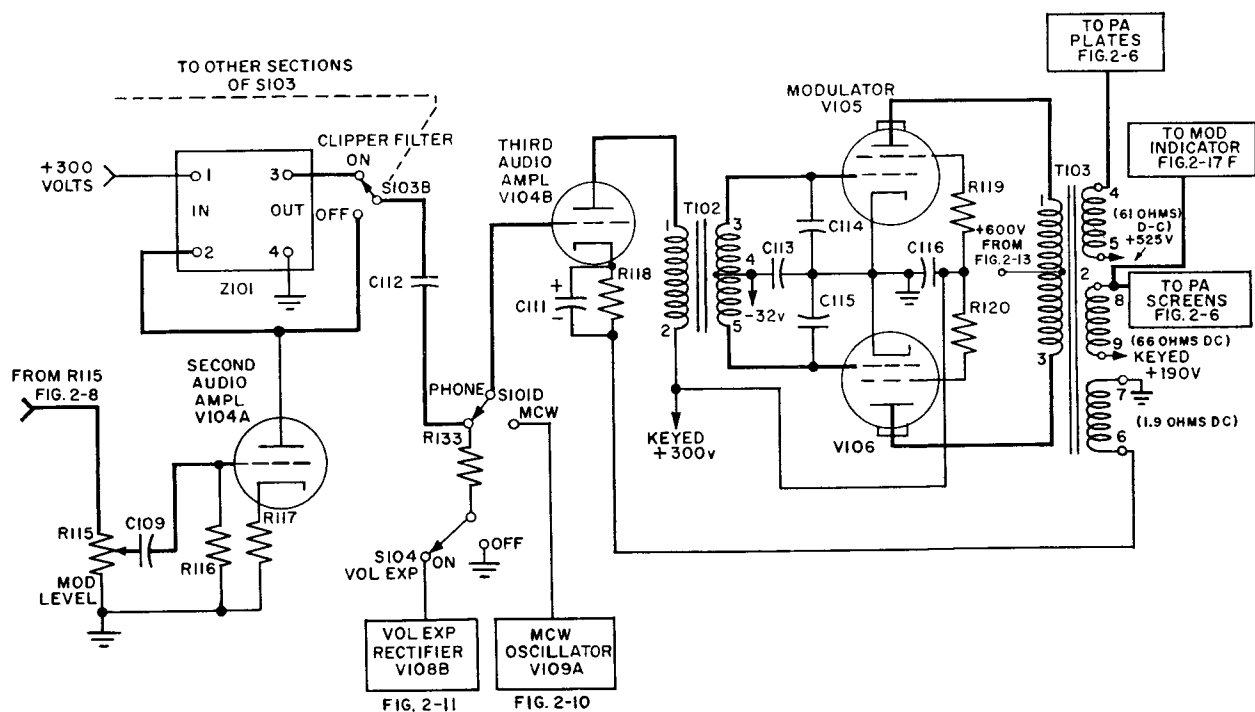 TO OTHER SECTIONS
OF S103
+300
VOLTS
1
IN
2
3
OUT
4
Z101
CLIPPER FILTER
ON
S103B
OFF
C112
FROM R115
FIG. 2-8
SECOND
AUDIO
AMPL
V104A
R115
MOD
LEVEL
C109
R116
R117
THIRD
AUDIO
AMPL
V104B
C111
+
-
R118
PHONE
S101D
MCW
R133
S104
VOL EXP
ON
OFF
VOL EXP
RECTIFIER
V108B
FIG. 2-11
MCW
OSCILLATOR
V109A
FIG. 2-10
T102
1
2
3
4
5
KEYED
+300V
-32V
C113
C114
C115
C116
MODULATOR
V105
V106
R119
R120
+600V
FROM
FIG.2-13
T103
1
2
3
4
5
(61 OHMS
D-C)
+525V
8
9
(66 OHMS DC)
KEYED
+190V
7
6
(1.9 OHMS DC)
TO PA
PLATES
FIG.2-6
TO MOD
INDICATOR
FIG.2-17 F
TO PA
SCREENS
FIG.2-6